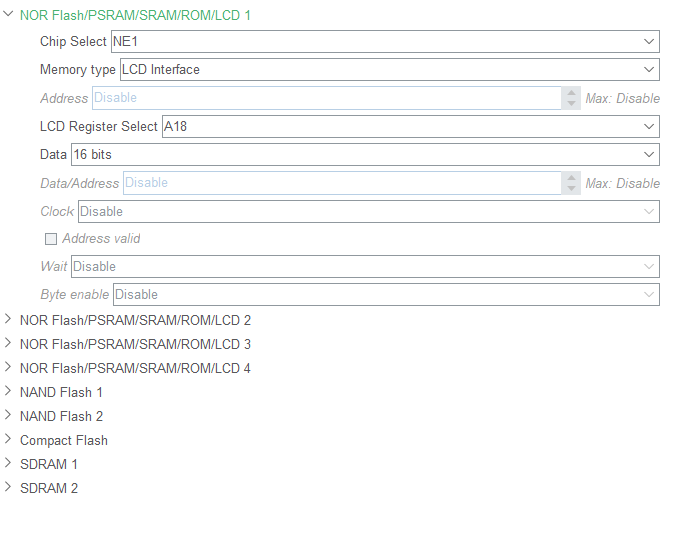 NOR Flash/PSRAM/SRAM/ROM/LCD 1
Chip Select NE1
Memory type LCD Interface
Address Disable Max: Disable
LCD Register Select A18
Data 16 bits
Data/Address Disable Max: Disable
Clock Disable
Address valid
Wait Disable
Byte enable Disable
NOR Flash/PSRAM/SRAM/ROM/LCD 2
NOR Flash/PSRAM/SRAM/ROM/LCD 3
NOR Flash/PSRAM/SRAM/ROM/LCD 4
NAND Flash 1
NAND Flash 2
Compact Flash
SDRAM 1
SDRAM 2